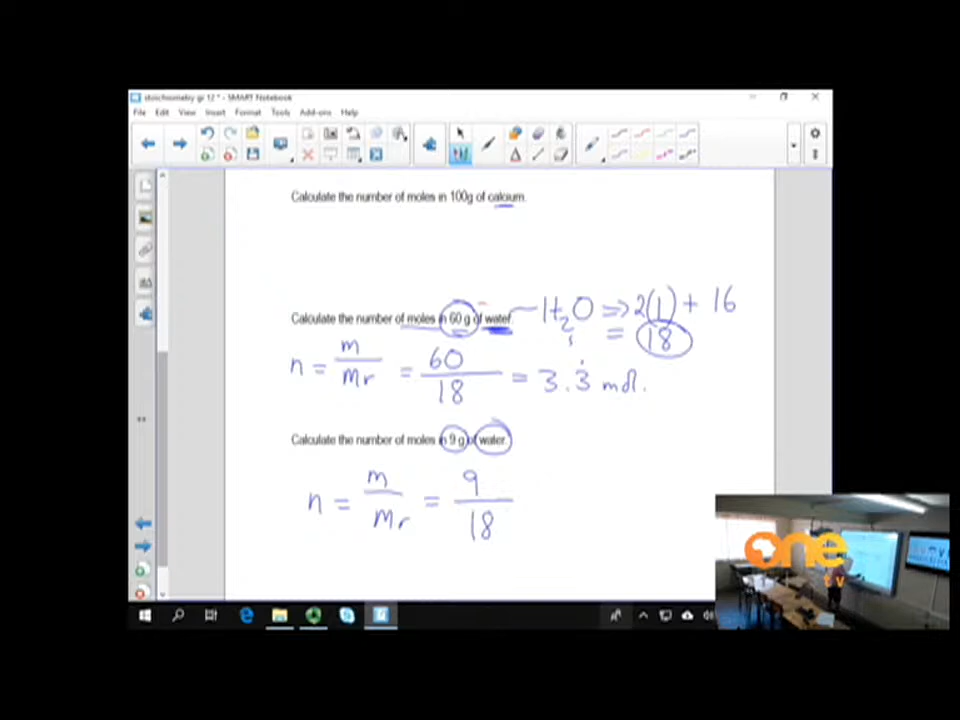 stoichiometry gr 12 * - SMART Notebook
File Edit View Insert Format Tools Add-ons Help
Calculate the number of moles in 100g of calcium.
Calculate the number of moles in 60 g of water. H2O ⇒ 2(1) + 16
= 18
n = m/Mr = 60/18 = 3.3̇ mol.
Calculate the number of moles in 9 g of water.
n = m/Mr = 9/18
one
tv